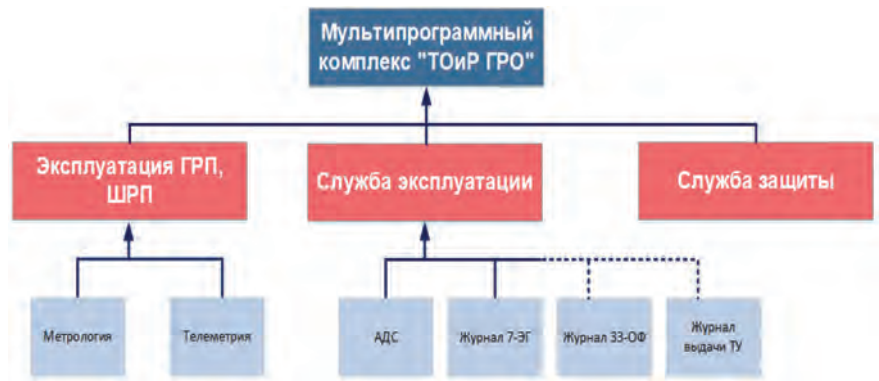 Мультипрограммный
комплекс "ТОиР ГРО"
Эксплуатация ГРП,
ШРП
Служба эксплуатации
Служба защиты
Метрология
Телеметрия
АДС
Журнал 7-ЭГ
Журнал 33-ОФ
Журнал
выдачи ТУ